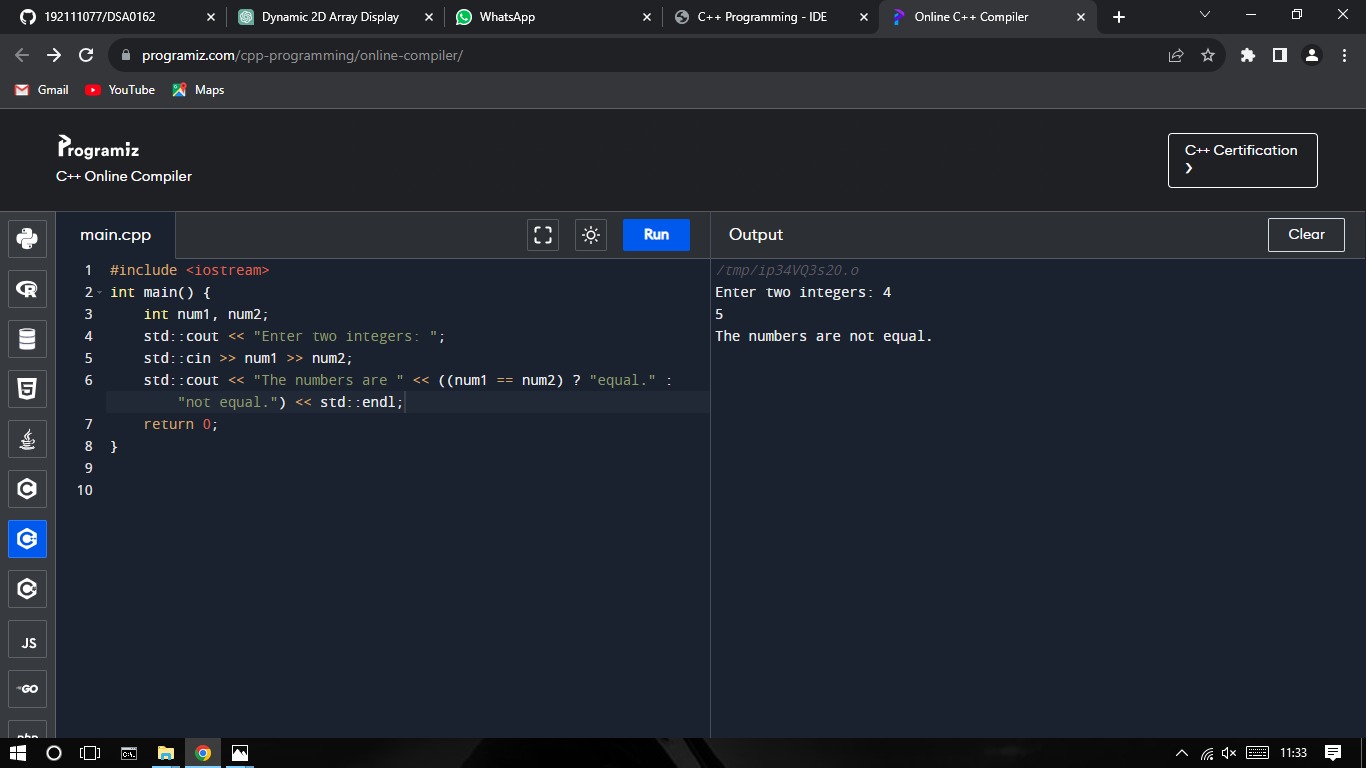 192111077/DSA0162
Dynamic 2D Array Display
WhatsApp
C++ Programming - IDE
Online C++ Compiler
programiz.com/cpp-programming/online-compiler/
Gmail
YouTube
Maps
Programiz
C++ Online Compiler
C++ Certification
main.cpp
Run
Output
Clear
1 #include <iostream>
2 int main() {
3 int num1, num2;
4 std::cout << "Enter two integers: ";
5 std::cin >> num1 >> num2;
6 std::cout << "The numbers are " << ((num1 == num2) ? "equal." :
"not equal.") << std::endl;
7 return 0;
8 }
9
10
/tmp/ip34VQ3s2O.o
Enter two integers: 4
5
The numbers are not equal.
R
5
C
C
C
JS
GO
php
C:\
11:33